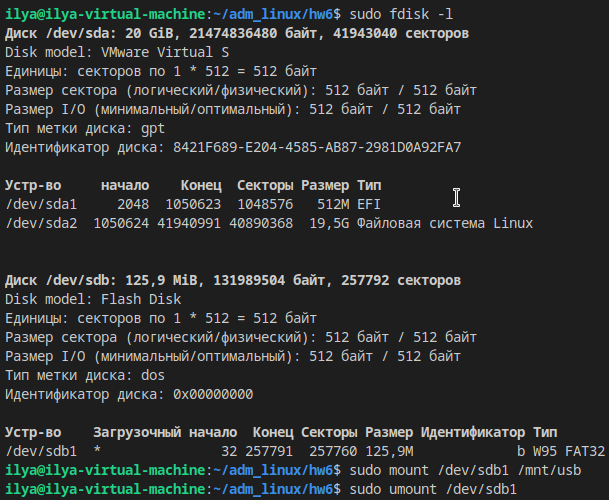 ilya@ilya-virtual-machine:~/adm_linux/hw6$ sudo fdisk -l
Диск /dev/sda: 20 GiB, 21474836480 байт, 41943040 секторов
Disk model: VMware Virtual S
Единицы: секторов по 1 * 512 = 512 байт
Размер сектора (логический/физический): 512 байт / 512 байт
Размер I/O (минимальный/оптимальный): 512 байт / 512 байт
Тип метки диска: gpt
Идентификатор диска: 8421F689-E204-4585-AB87-2981D0A92FA7
Устр-во     начало    Конец  Секторы Размер Тип
/dev/sda1     2048  1050623  1048576   512M EFI
/dev/sda2  1050624 41940991 40890368  19,5G Файловая система Linux
Диск /dev/sdb: 125,9 MiB, 131989504 байт, 257792 секторов
Disk model: Flash Disk
Единицы: секторов по 1 * 512 = 512 байт
Размер сектора (логический/физический): 512 байт / 512 байт
Размер I/O (минимальный/оптимальный): 512 байт / 512 байт
Тип метки диска: dos
Идентификатор диска: 0x00000000
Устр-во    Загрузочный начало  Конец Секторы Размер Идентификатор Тип
/dev/sdb1  *               32 257791  257760 125,9M             b W95 FAT32
ilya@ilya-virtual-machine:~/adm_linux/hw6$ sudo mount /dev/sdb1 /mnt/usb
ilya@ilya-virtual-machine:~/adm_linux/hw6$ sudo umount /dev/sdb1